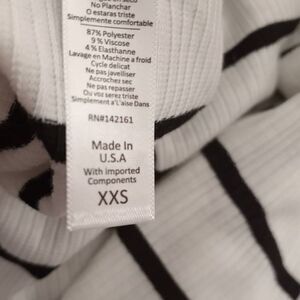 No Planchar
O estaras triste
Simplemente comfortable
87% Polyester
9% Viscose
4% Elasthanne
Lavage en Machine a froid
Cycle delicat
Ne pas javelliser
Accrochez sec
Ne pas repasser
Ou vos serez triste
Simplement a L'aise Dans
RN#142161
Made In
U.S.A
With imported
Components
XXS